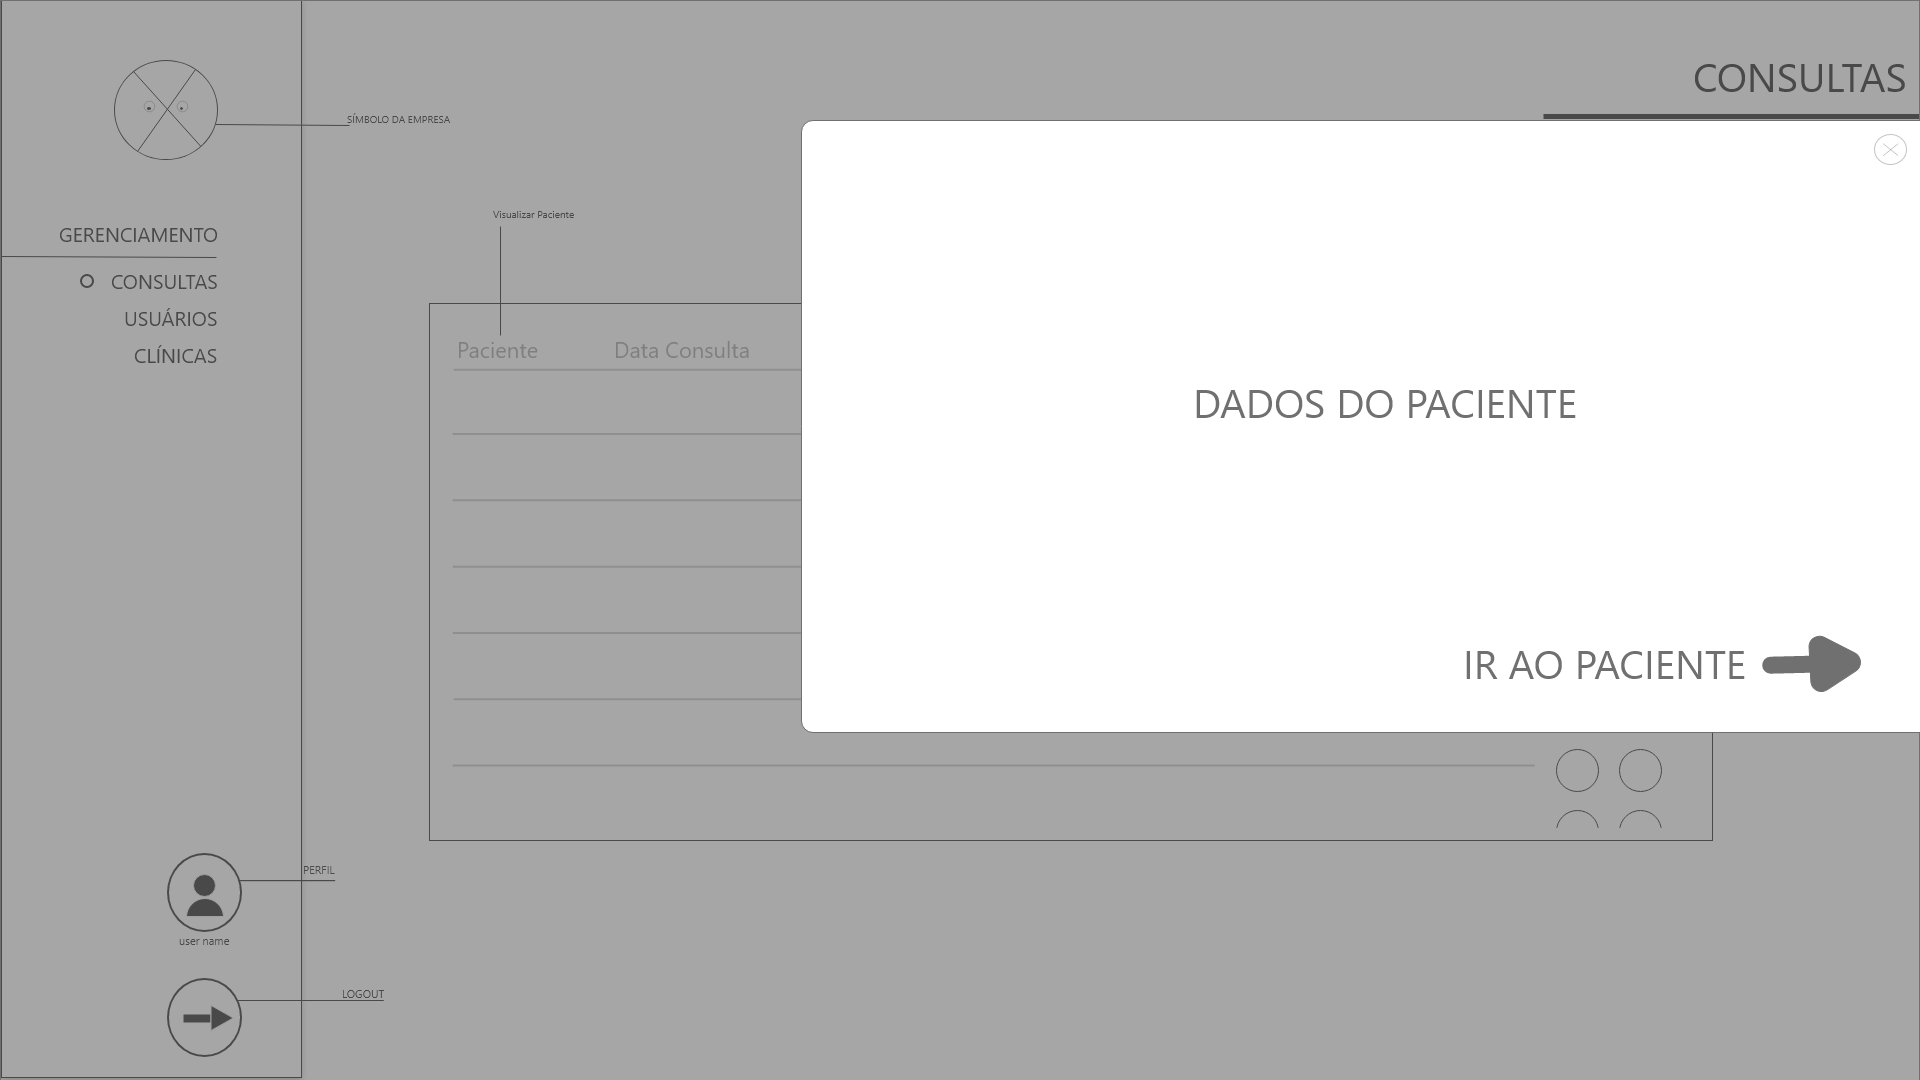 CONSULTAS
SÍMBOLO DA EMPRESA
Visualizar Paciente
GERENCIAMENTO
CONSULTAS
USUÁRIOS
CLÍNICAS
Paciente Data Consulta
DADOS DO PACIENTE
IR AO PACIENTE
PERFIL
user name
LOGOUT